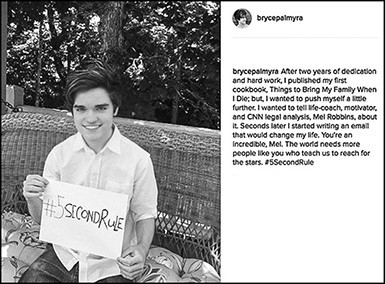 brycepalmyra
#5SECONDRULE
brycepalmyra After two years of dedication
and hard work, I published my first
cookbook, Things to Bring My Family When
I Die; but, I wanted to push myself a little
further. I wanted to tell life-coach, motivator,
and CNN legal analysis, Mel Robbins, about
it. Seconds later I started writing an email
that would change my life. You're an
incredible, Mel. The world needs more
people like you who teach us to reach for
the stars. #5SecondRule